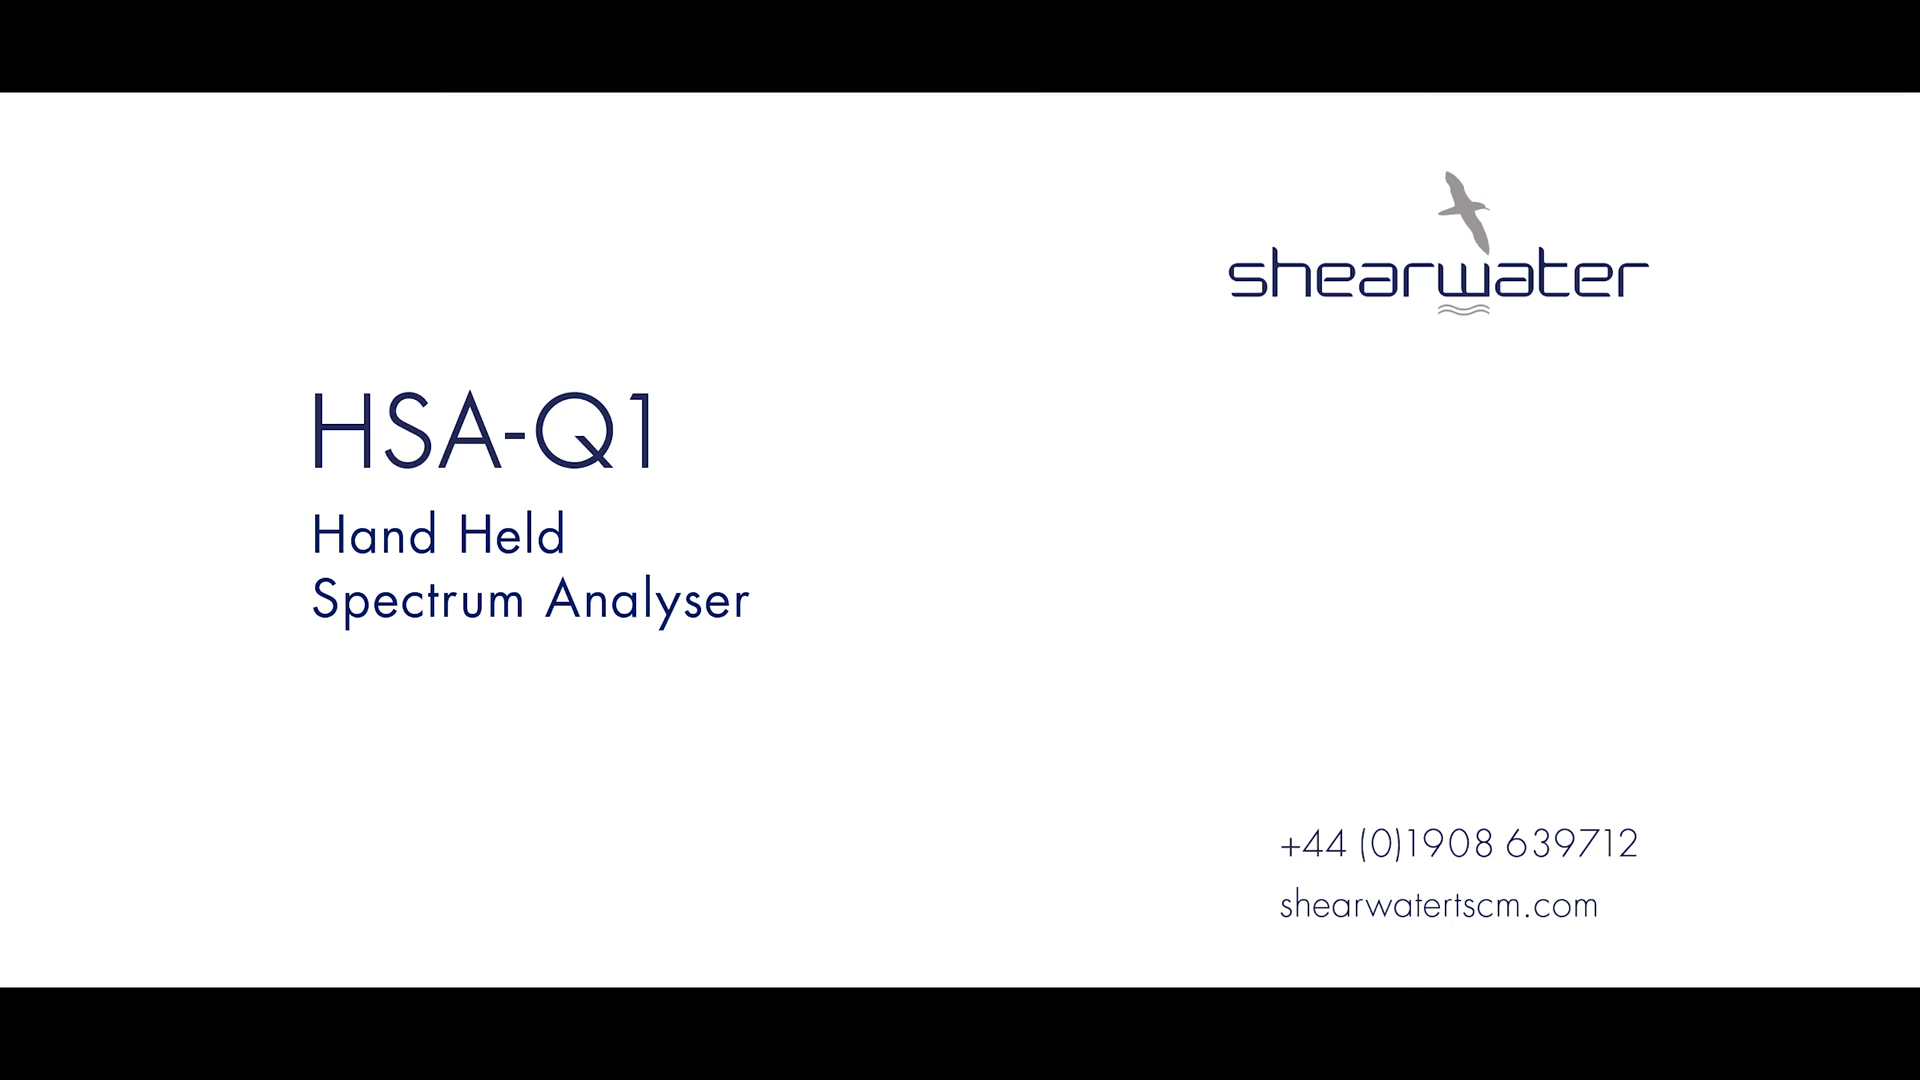 shearwater
HSA-Q1
Hand Held
Spectrum Analyser
+44 (0)1908 639712
shearwatertscm.com